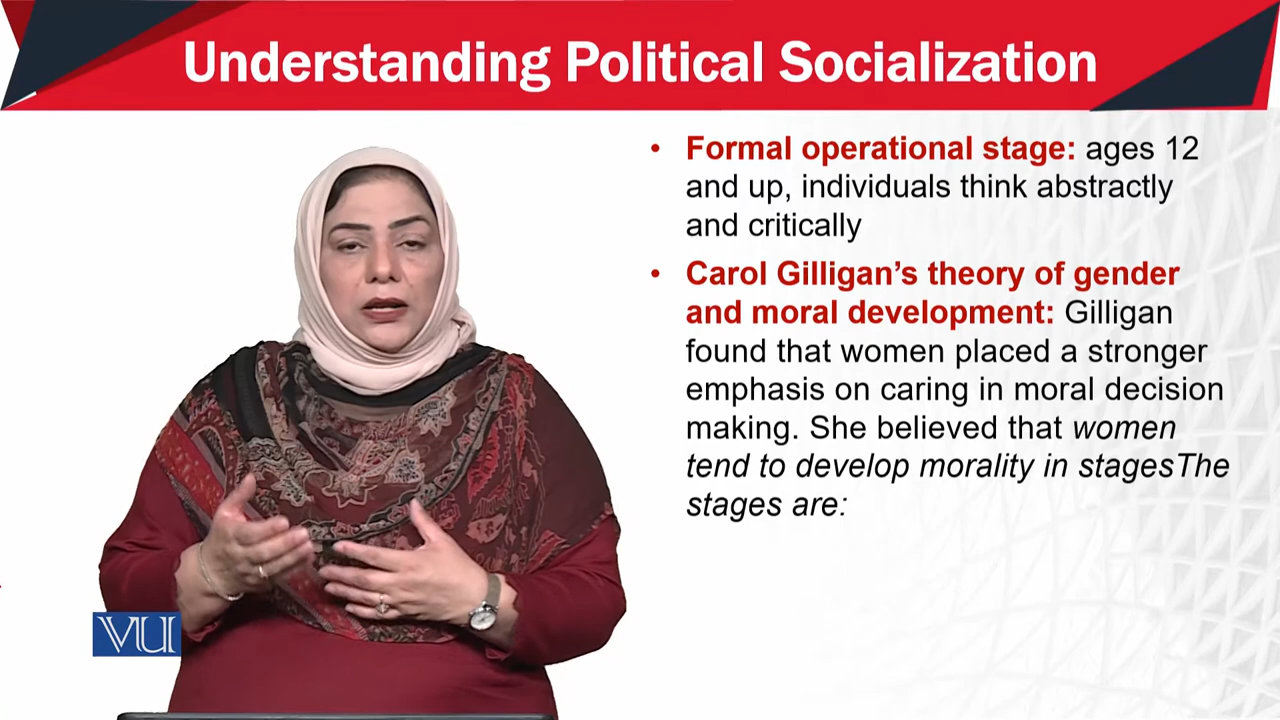 Understanding Political Socialization
• Formal operational stage: ages 12
and up, individuals think abstractly
and critically
• Carol Gilligan’s theory of gender
and moral development: Gilligan
found that women placed a stronger
emphasis on caring in moral decision
making. She believed that women
tend to develop morality in stagesThe
stages are:
VU